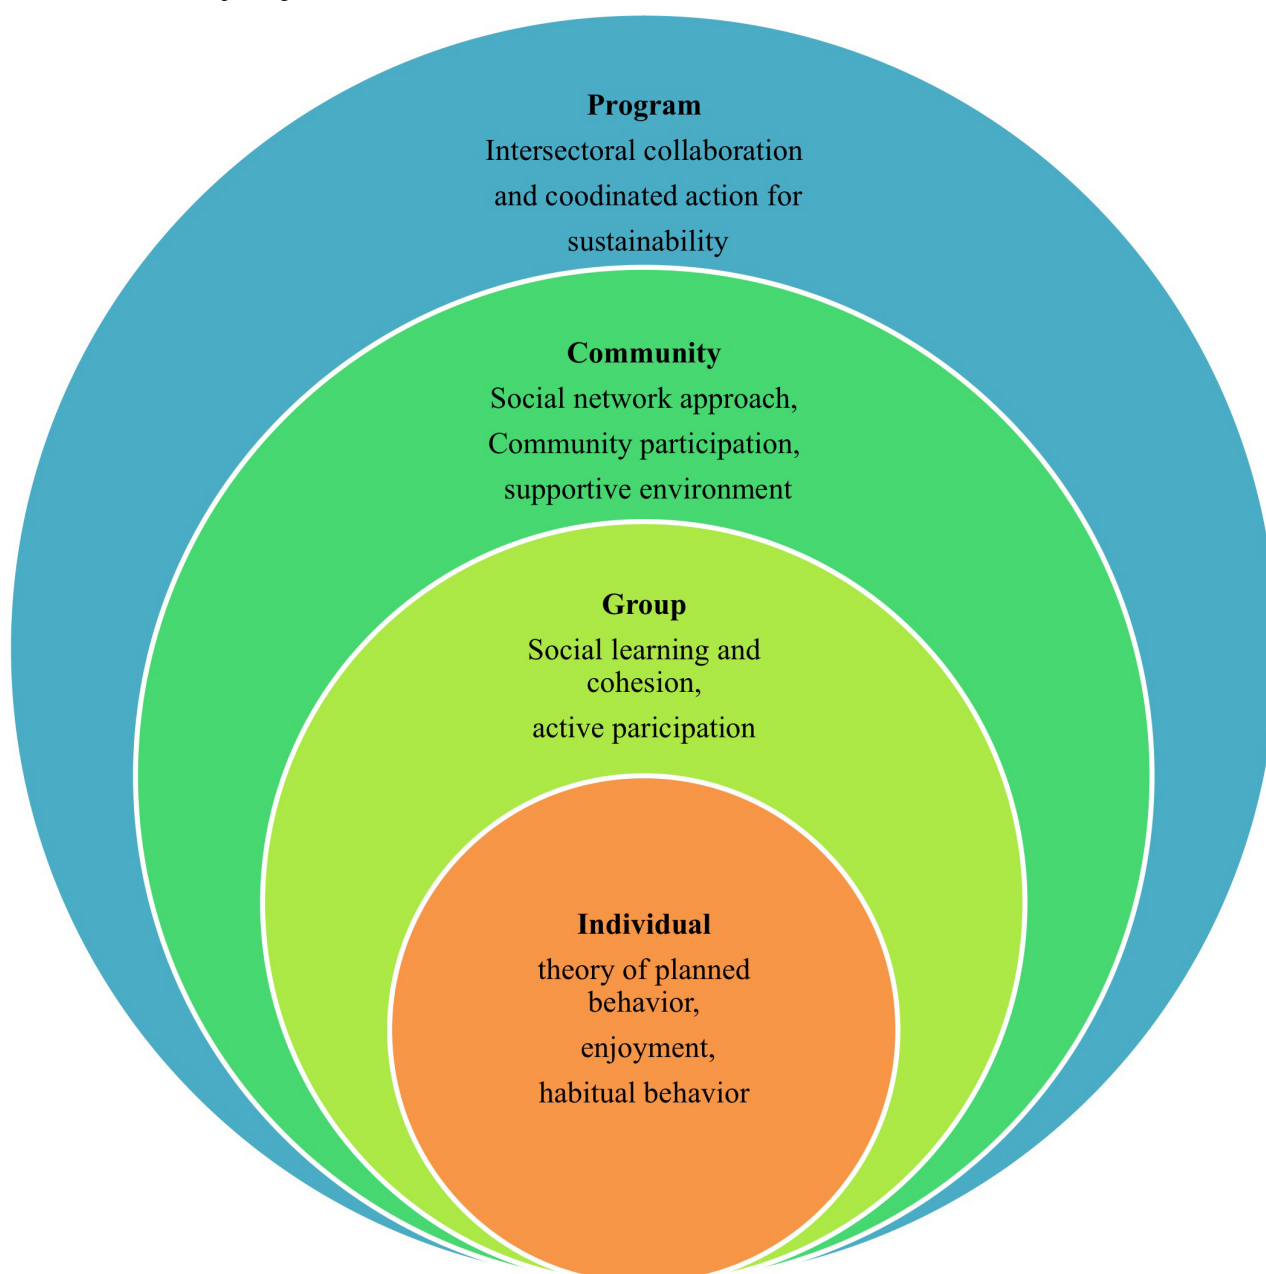 Program
Intersectoral collaboration
and coodinated action for
sustainability
Community
Social network approach,
Community participation,
supportive environment
Group
Social learning and
cohesion,
active paricipation
Individual
theory of planned
behavior,
enjoyment,
habitual behavior